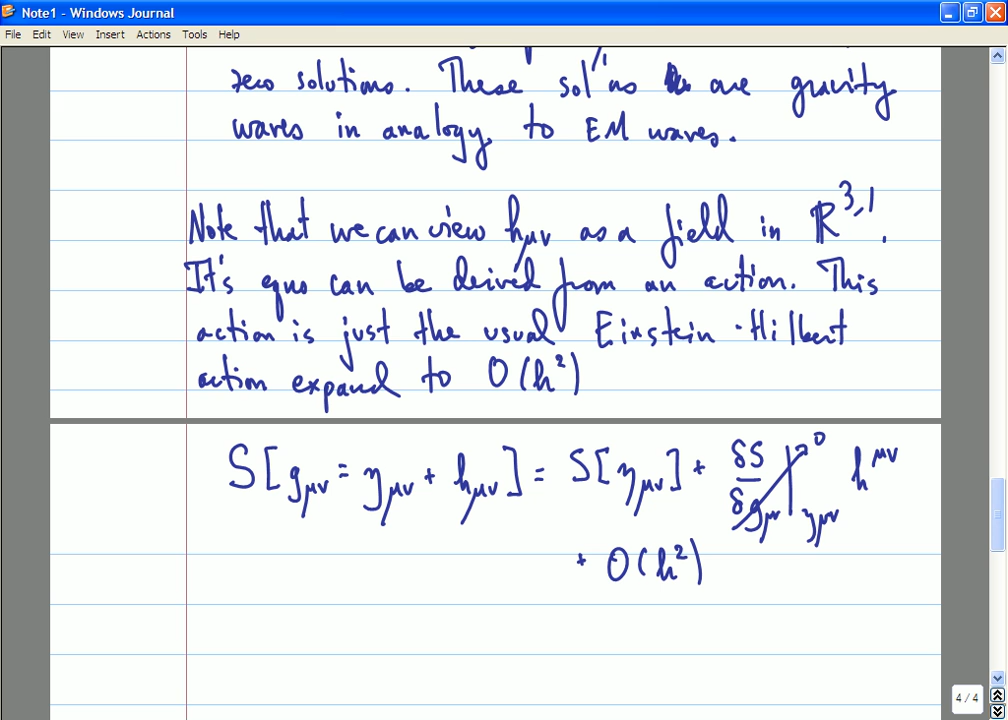 Note1 - Windows Journal
File Edit View Insert Actions Tools Help
zero solutions. These sol'ns are gravity
waves in analogy to EM waves.
Note that we can view hμν as a field in ℝ^3,1.
It's eqns can be derived from an action. This
action is just the usual Einstein-Hilbert
action expand to O(h²)
S[gμν = ημν + hμν] = S[ημν] + δS/δgμν|ημν →0 h^μν
+ O(h²)
4 / 4